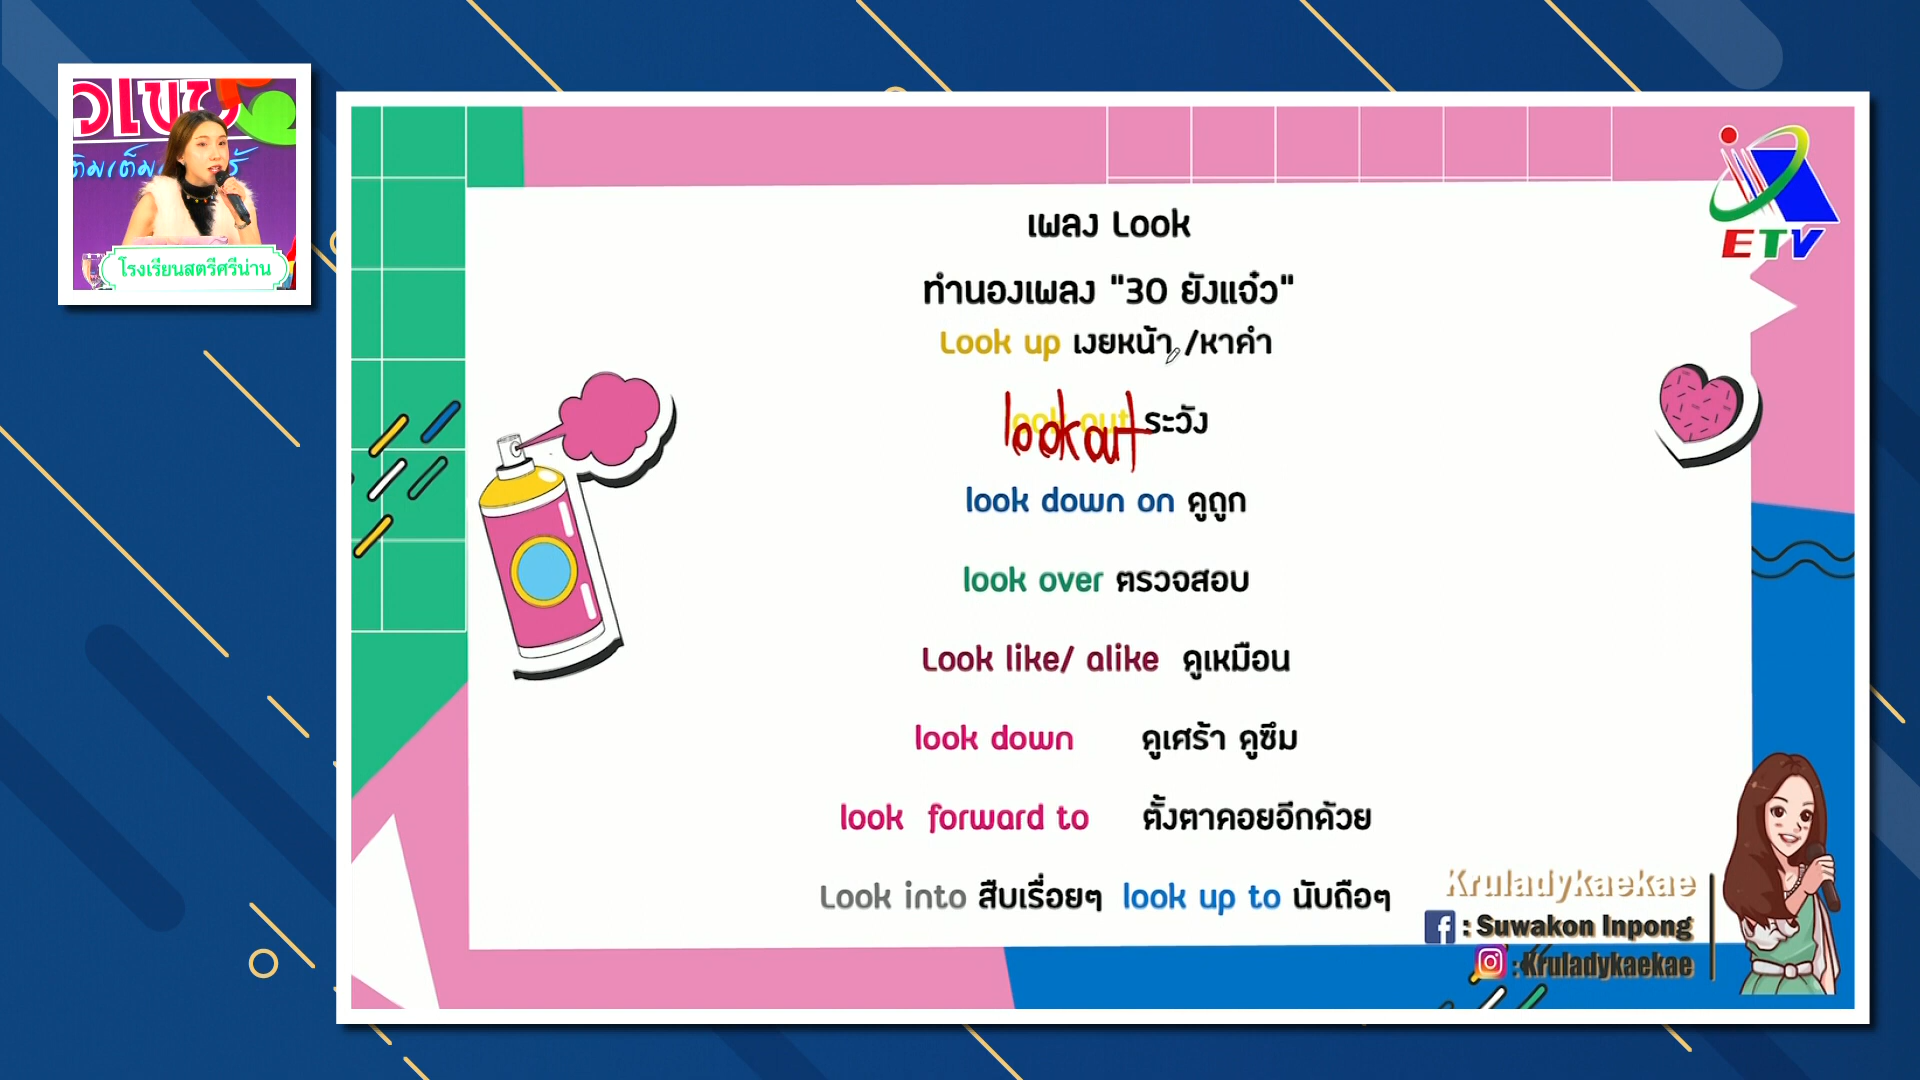 โรงเรียนสตรีศรีน่าน
ETV
เพลง Look
ทำนองเพลง "30 ยังแจ๋ว"
Look up เงยหน้า /หาคำ
look out ระวัง
look out
look down on ดูถูก
look over ตรวจสอบ
Look like/ alike ดูเหมือน
look down ดูเศร้า ดูซึม
look forward to ตั้งตาคอยอีกด้วย
Look into สืบเรื่อยๆ look up to นับถือๆ
Kruladykaekae
: Suwakon Inpong
: Kruladykaekae